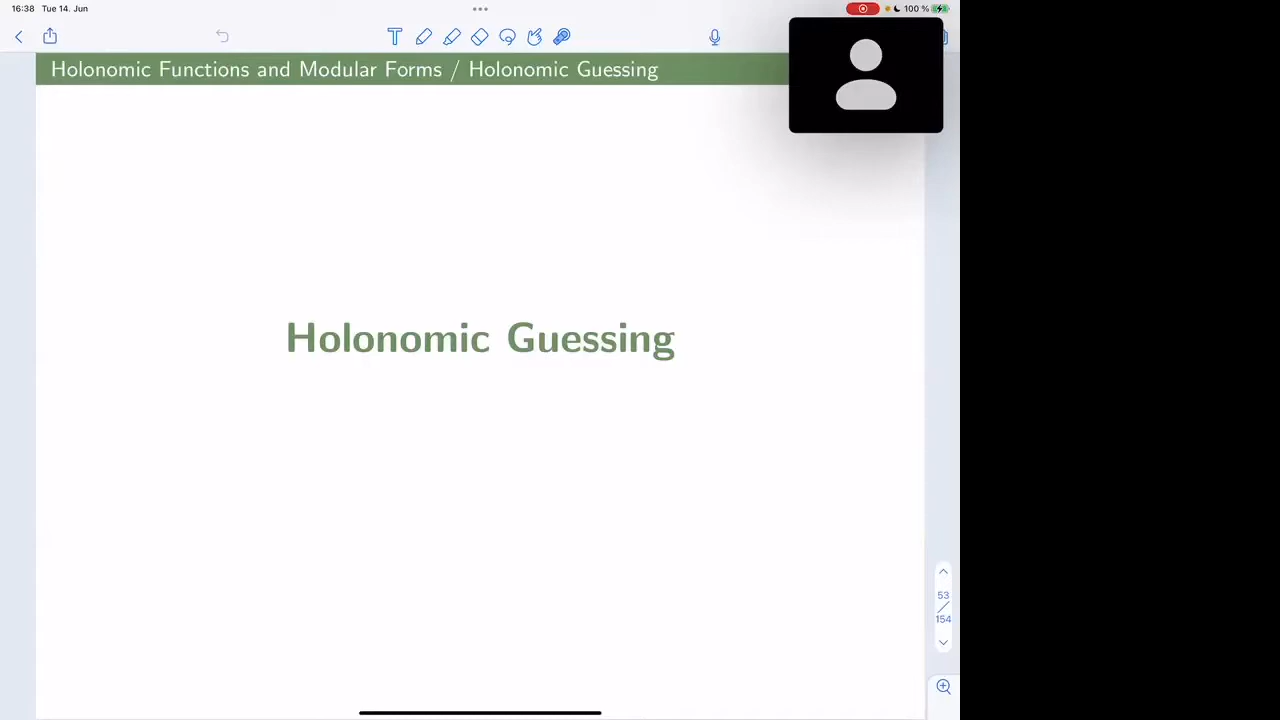 16:38 Tue 14. Jun
100 %
T
Holonomic Functions and Modular Forms / Holonomic Guessing
Holonomic Guessing
53
154